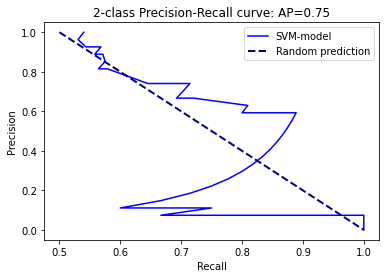 2-class Precision-Recall curve: AP=0.75
SVM-model
Random prediction
Precision
1.0
0.8
0.6
0.4
0.2
0.0
0.5 0.6 0.7 0.8 0.9 1.0
Recall